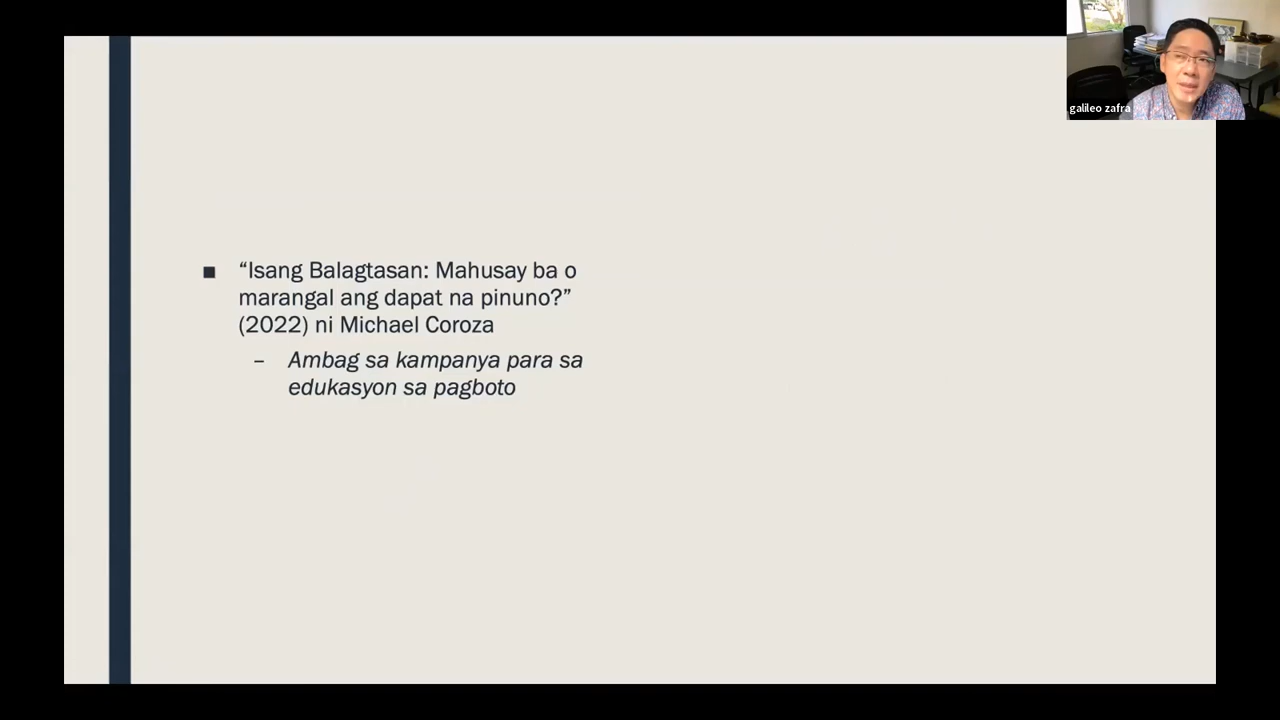 galileo zafra
■ “Isang Balagtasan: Mahusay ba o
marangal ang dapat na pinuno?”
(2022) ni Michael Coroza
– Ambag sa kampanya para sa
edukasyon sa pagboto